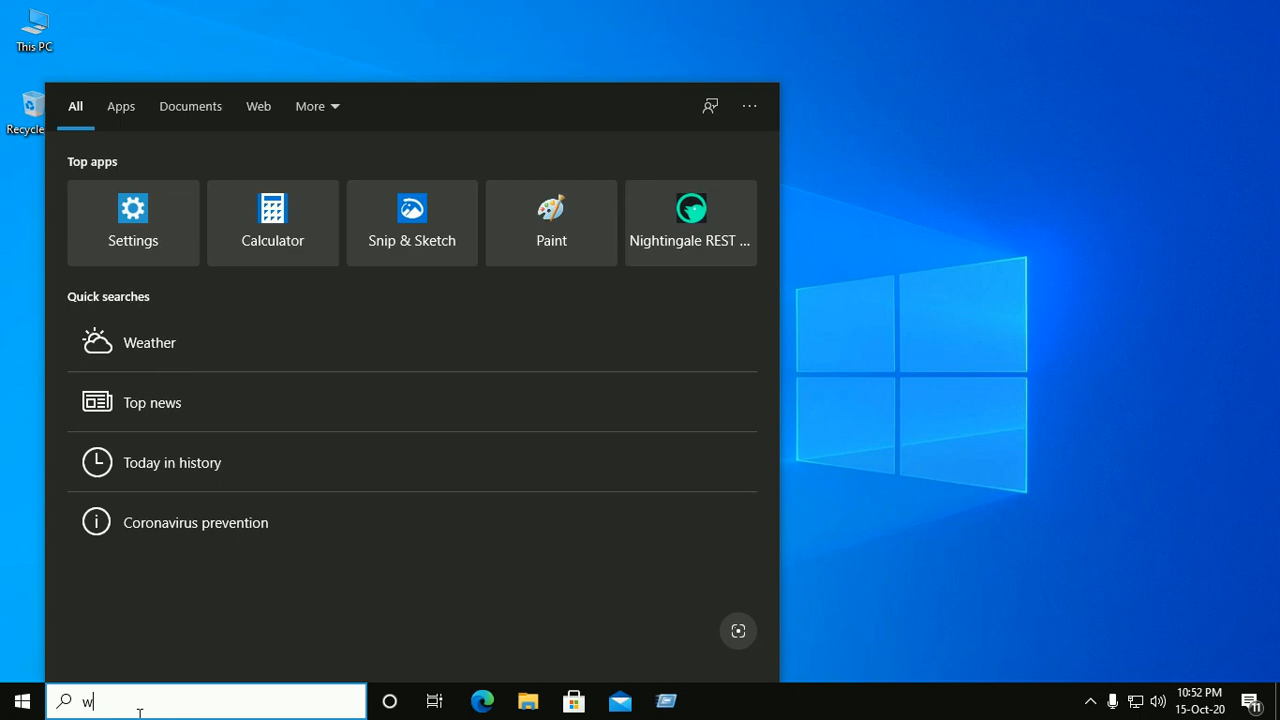 This PC
Recycle
All Apps Documents Web More
Top apps
Settings Calculator Snip & Sketch Paint Nightingale REST ...
Quick searches
Weather
Top news
Today in history
Coronavirus prevention
w
10:52 PM
15-Oct-20
11